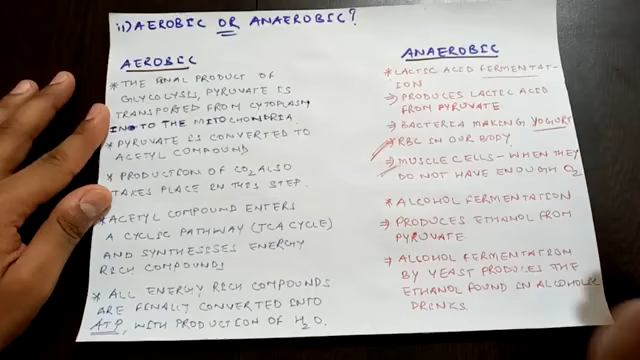 ii) AEROBIC OR ANAEROBIC?
AEROBIC
* THE FINAL PRODUCT OF
GLYCOLYSIS, PYRUVATE IS
TRANSPORTED FROM CYTOPLASM
INTO THE MITOCHONDRIA.
* PYRUVATE IS CONVERTED TO
ACETYL COMPOUND
* PRODUCTION OF CO2 ALSO
TAKES PLACE IN THIS STEP.
* ACETYL COMPOUND ENTERS
A CYCLIC PATHWAY (TCA CYCLE)
AND SYNTHESISES ENERGY
RICH COMPOUNDS
* ALL ENERGY RICH COMPOUNDS
ARE FINALLY CONVERTED INTO
ATP, WITH PRODUCTION OF H2O.
ANAEROBIC
* LACTIC ACID FERMENTAT-
ION
⇒ PRODUCES LACTIC ACID
FROM PYRUVATE
⇒ BACTERIA MAKING YOGURT
⇒ RBC IN OUR BODY
⇒ MUSCLE CELLS - WHEN THEY
DO NOT HAVE ENOUGH O2
* ALCOHOL FERMENTATION
⇒ PRODUCES ETHANOL FROM
PYRUVATE
⇒ ALCOHOL FERMENTATION
BY YEAST PRODUCES THE
ETHANOL FOUND IN ALCOHOLIC
DRINKS.